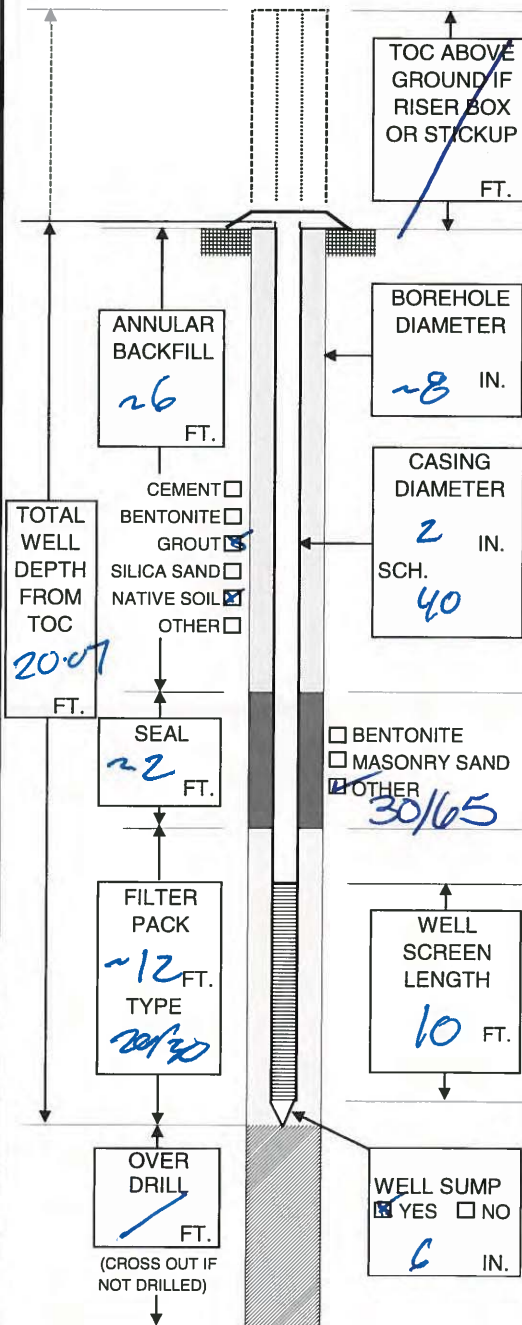 TOC ABOVE
GROUND IF
RISER BOX
OR STICKUP
FT.
ANNULAR
BACKFILL
~6
FT.
BOREHOLE
DIAMETER
~8 IN.
CEMENT ☐
BENTONITE ☐
GROUT ☒
SILICA SAND ☐
NATIVE SOIL ☒
OTHER ☐
CASING
DIAMETER
2 IN.
SCH.
40
TOTAL
WELL
DEPTH
FROM
TOC
20.07
FT.
SEAL
~2
FT.
☐ BENTONITE
☐ MASONRY SAND
☑ OTHER
30/65
FILTER
PACK
~12 FT.
TYPE
20/30
WELL
SCREEN
LENGTH
10 FT.
OVER
DRILL
FT.
(CROSS OUT IF
NOT DRILLED)
WELL SUMP
☒ YES ☐ NO
6 IN.